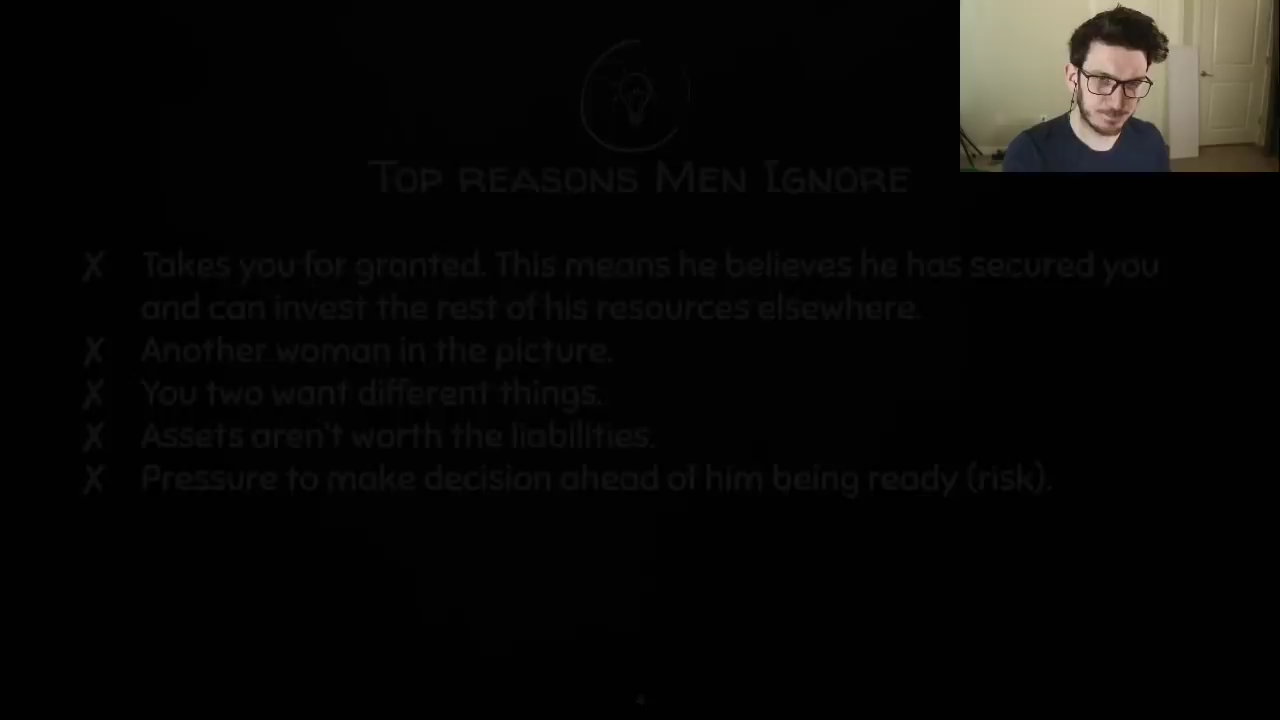 Top reasons Men Ignore
X Takes you for granted. This means he believes he has secured you
and can invest the rest of his resources elsewhere.
X Another woman in the picture.
X You two want different things.
X Assets aren't worth the liabilities.
X Pressure to make decision ahead of him being ready (risk).
4